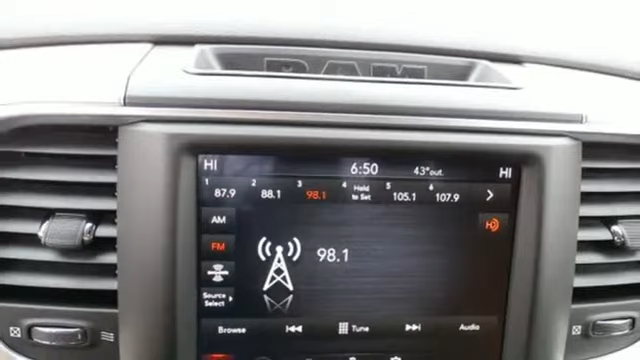 RAM
HI 6:50 43°out. HI
1 87.9 2 88.1 3 98.1 4 Hold to Set 5 105.1 6 107.9
AM
FM
98.1
Source Select
Browse Tune Audio